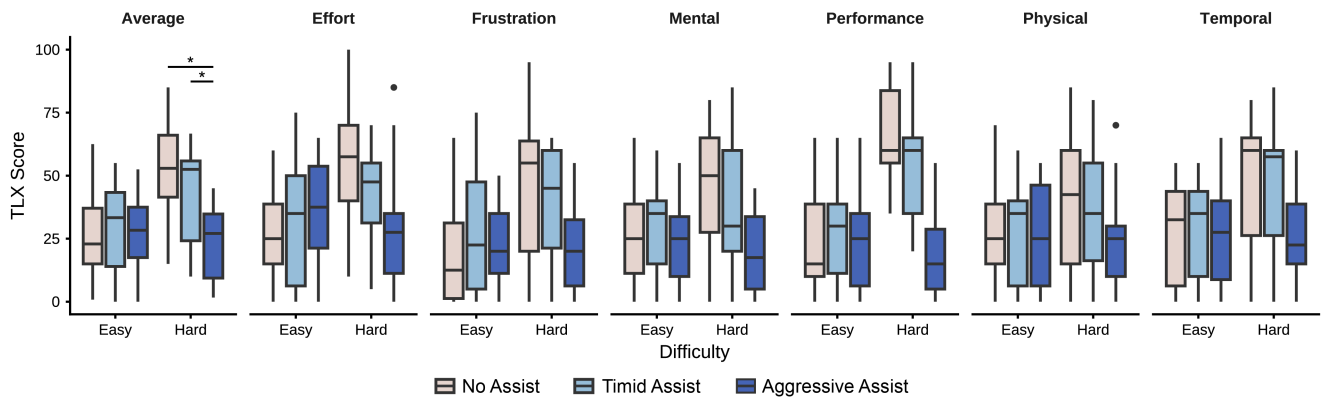 Average Effort Frustration Mental Performance Physical Temporal
100
75
50
25
0
* 
*
TLX Score
Easy Hard Easy Hard Easy Hard Easy Hard Easy Hard Easy Hard Easy Hard
Difficulty
No Assist Timid Assist Aggressive Assist